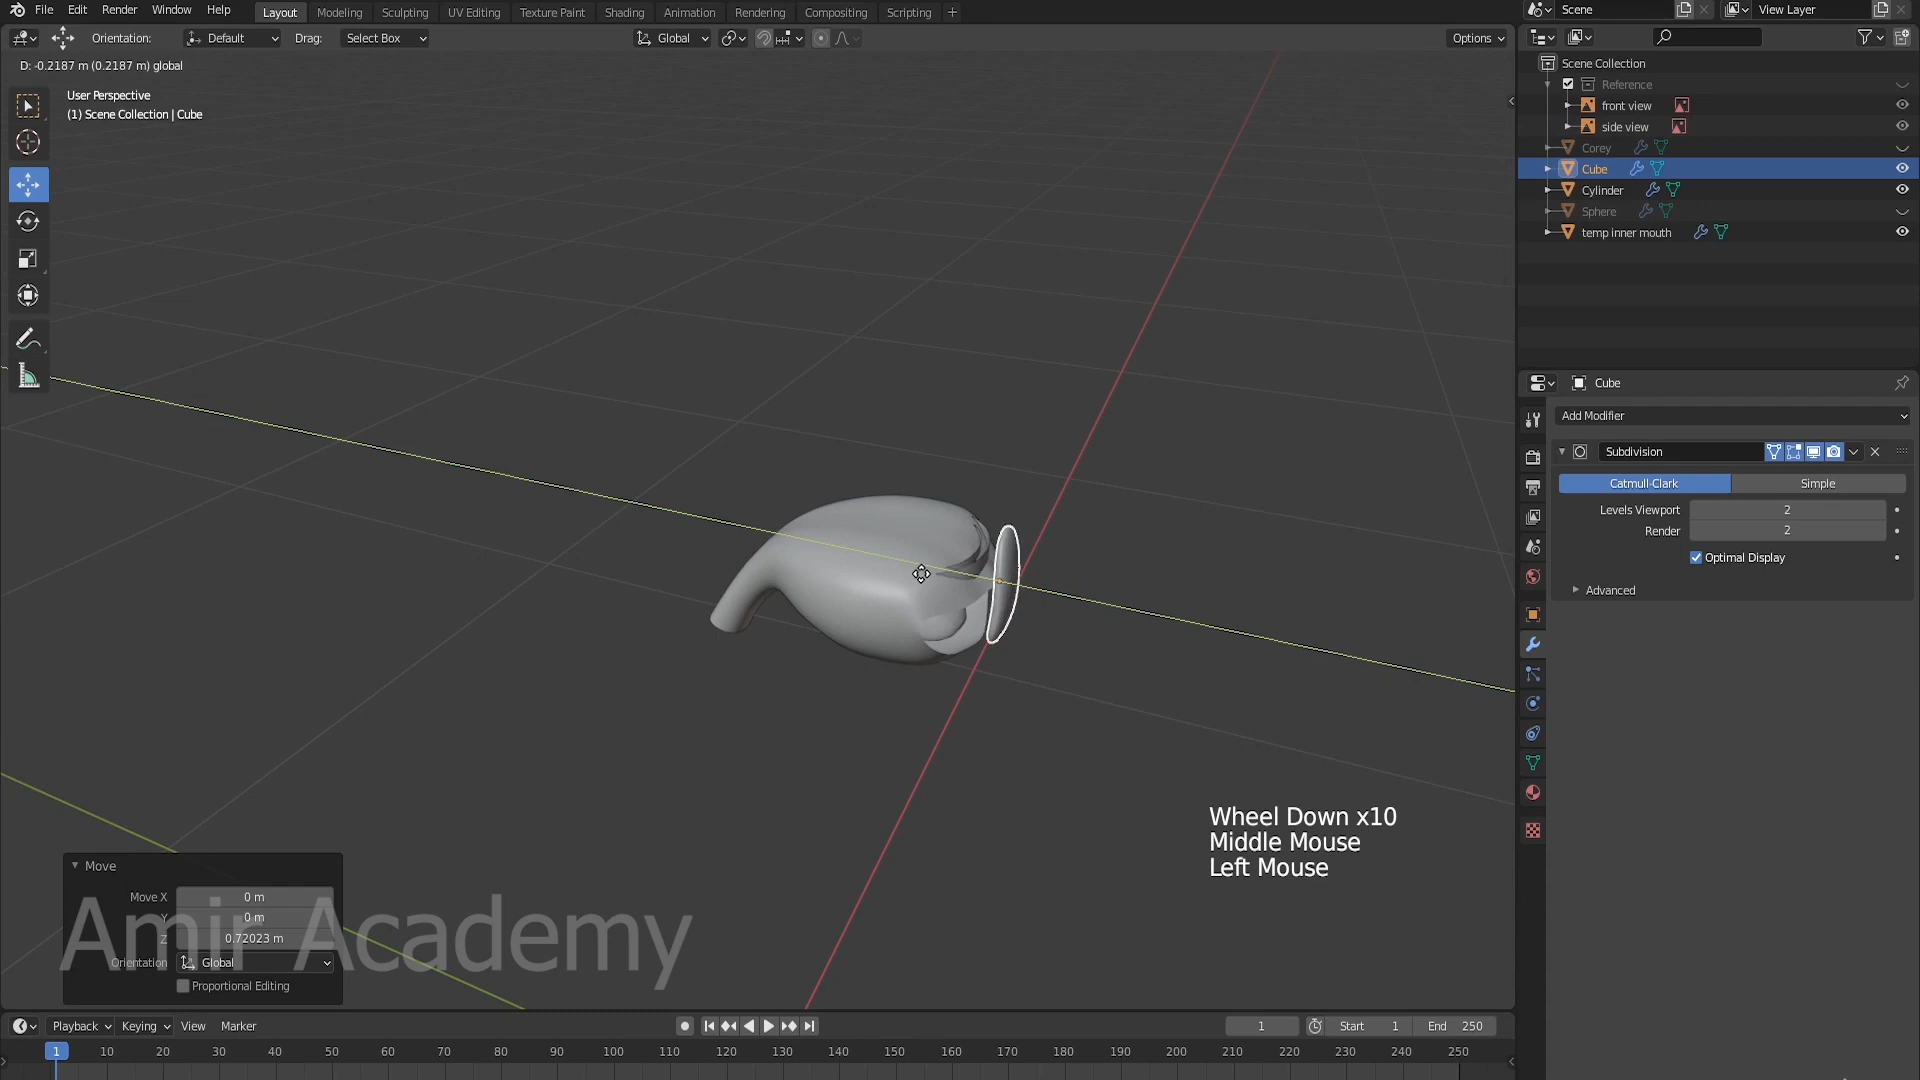 File Edit Render Window Help Layout Modeling Sculpting UV Editing Texture Paint Shading Animation Rendering Compositing Scripting + Scene View Layer
Orientation: Default Drag: Select Box Global Options
D: -0.2187 m (0.2187 m) global
User Perspective
(1) Scene Collection | Cube
Scene Collection
Reference
front view
side view
Corey
Cube
Cylinder
Sphere
temp inner mouth
Cube
Add Modifier
Subdivision
Catmull-Clark Simple
Levels Viewport 2
Render 2
Optimal Display
Advanced
Wheel Down x10
Middle Mouse
Left Mouse
Move
Move X 0 m
Y 0 m
Z 0.72023 m
Orientation Global
Proportional Editing
Amir Academy
Playback Keying View Marker 1 Start 1 End 250
1 10 20 30 40 50 60 70 80 90 100 110 120 130 140 150 160 170 180 190 200 210 220 230 240 250